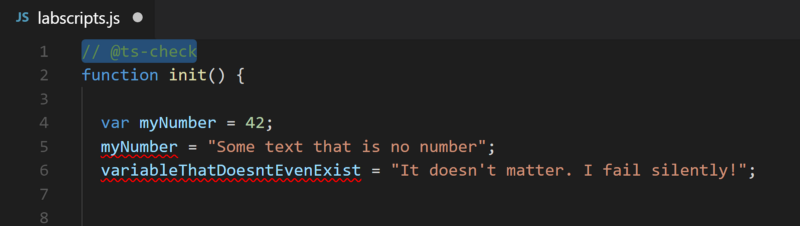 JS labscripts.js
1 // @ts-check
2 function init() {
3
4 var myNumber = 42;
5 myNumber = "Some text that is no number";
6 variableThatDoesntEvenExist = "It doesn't matter. I fail silently!";
7
8